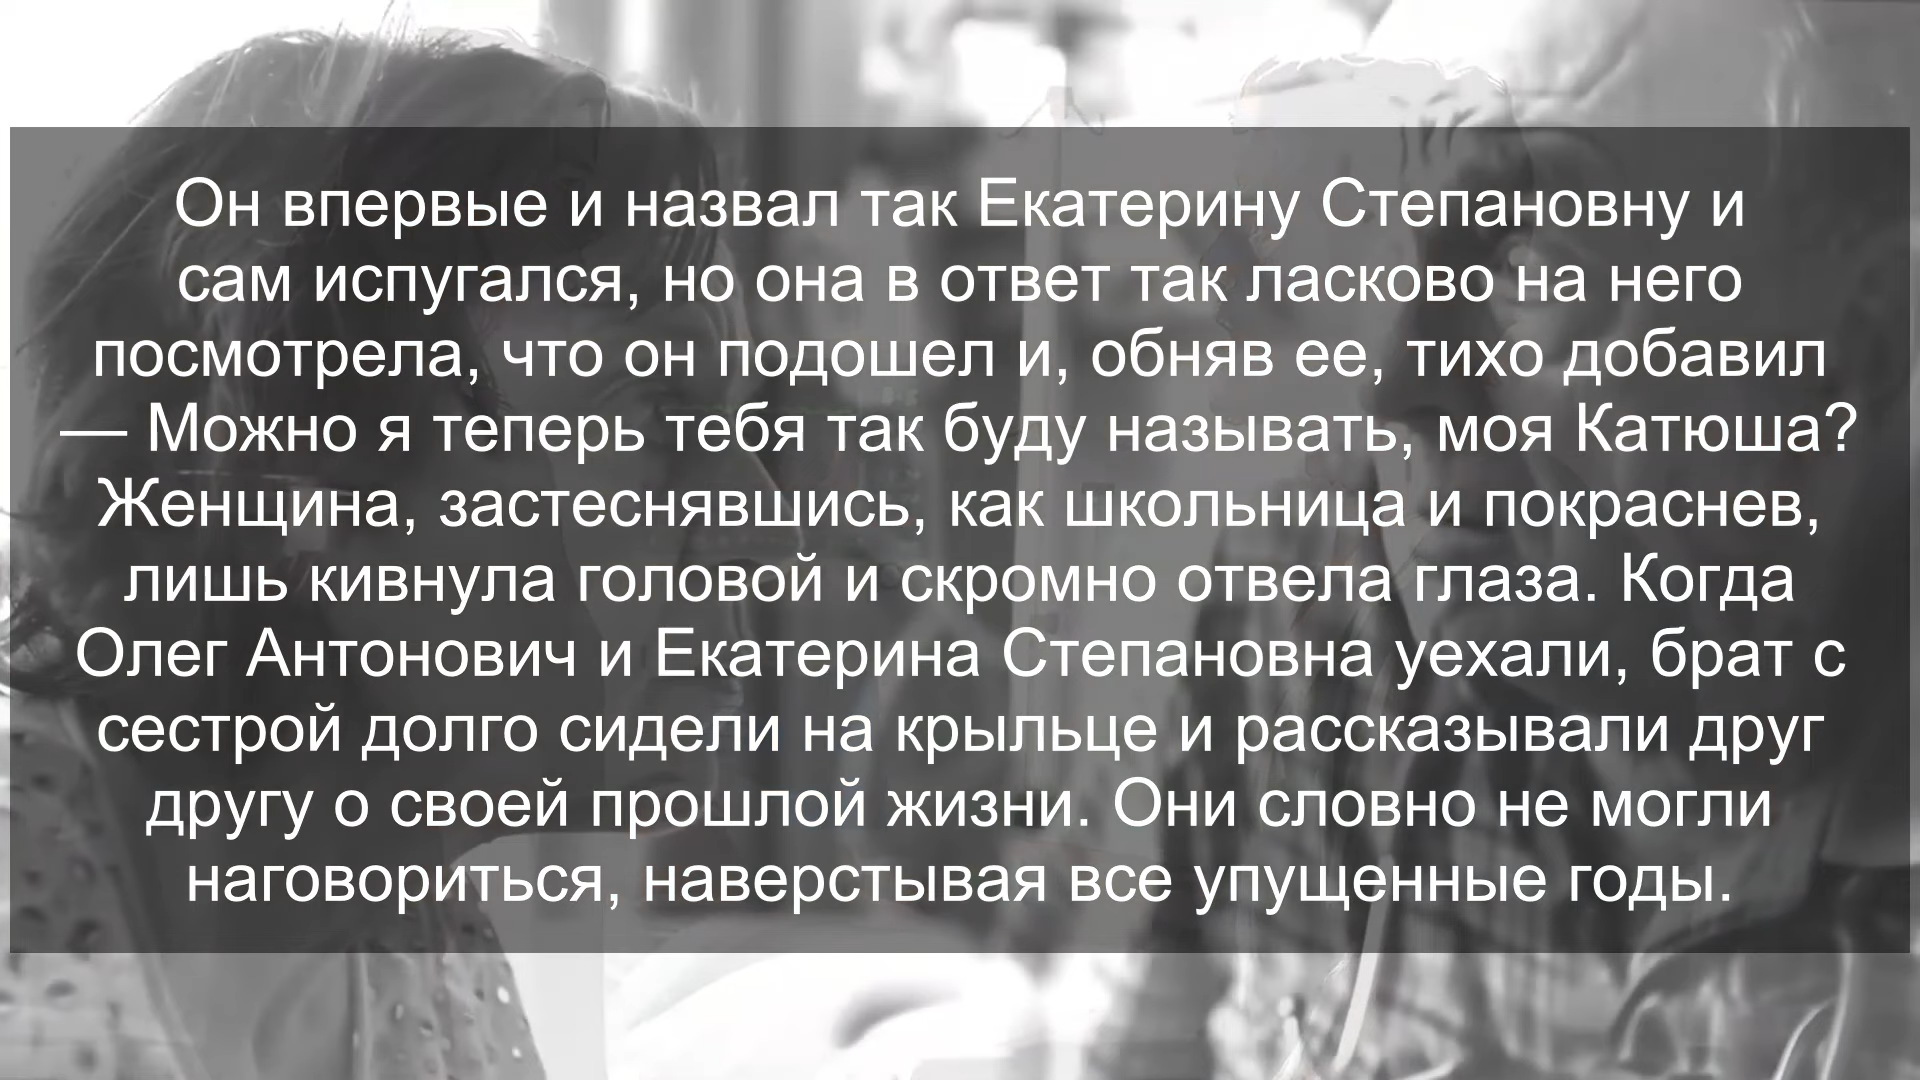 Он впервые и назвал так Екатерину Степановну и
сам испугался, но она в ответ так ласково на него
посмотрела, что он подошел и, обняв ее, тихо добавил
— Можно я теперь тебя так буду называть, моя Катюша?
Женщина, застеснявшись, как школьница и покраснев,
лишь кивнула головой и скромно отвела глаза. Когда
Олег Антонович и Екатерина Степановна уехали, брат с
сестрой долго сидели на крыльце и рассказывали друг
другу о своей прошлой жизни. Они словно не могли
наговориться, наверстывая все упущенные годы.